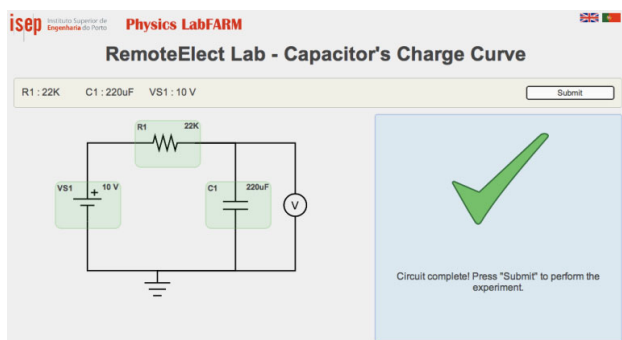 isep Instituto Superior de
Engenharia do Porto
Physics LabFARM
RemoteElect Lab - Capacitor's Charge Curve
R1 : 22K C1 : 220uF VS1 : 10 V
Submit
R1 22K
VS1 + 10 V
C1 220uF
V
Circuit complete! Press "Submit" to perform the
experiment.